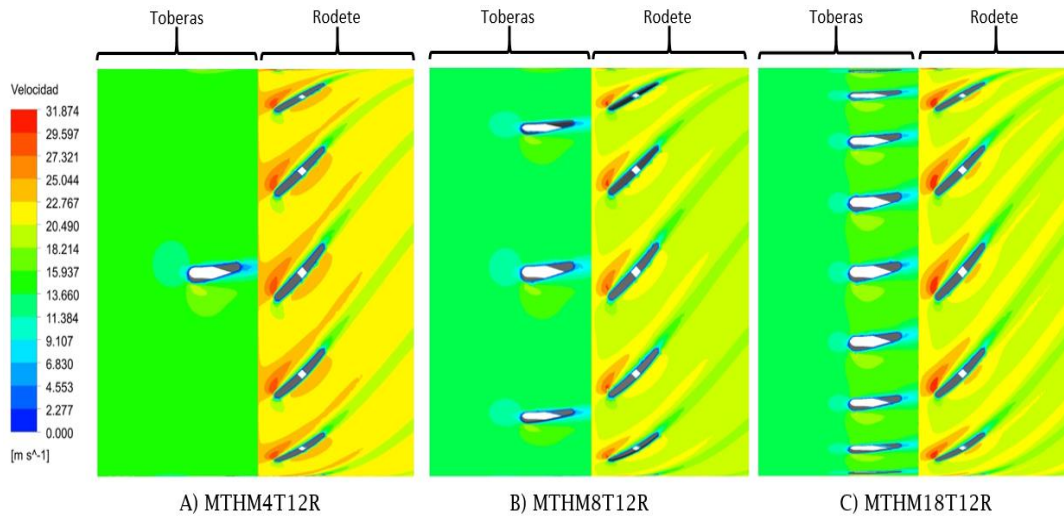 Toberas
Rodete
Toberas
Rodete
Toberas
Rodete
Velocidad
31.874
29.597
27.321
25.044
22.767
20.490
18.214
15.937
13.660
11.384
9.107
6.830
4.553
2.277
0.000
[m s^-1]
A) MTHM4T12R
B) MTHM8T12R
C) MTHM18T12R